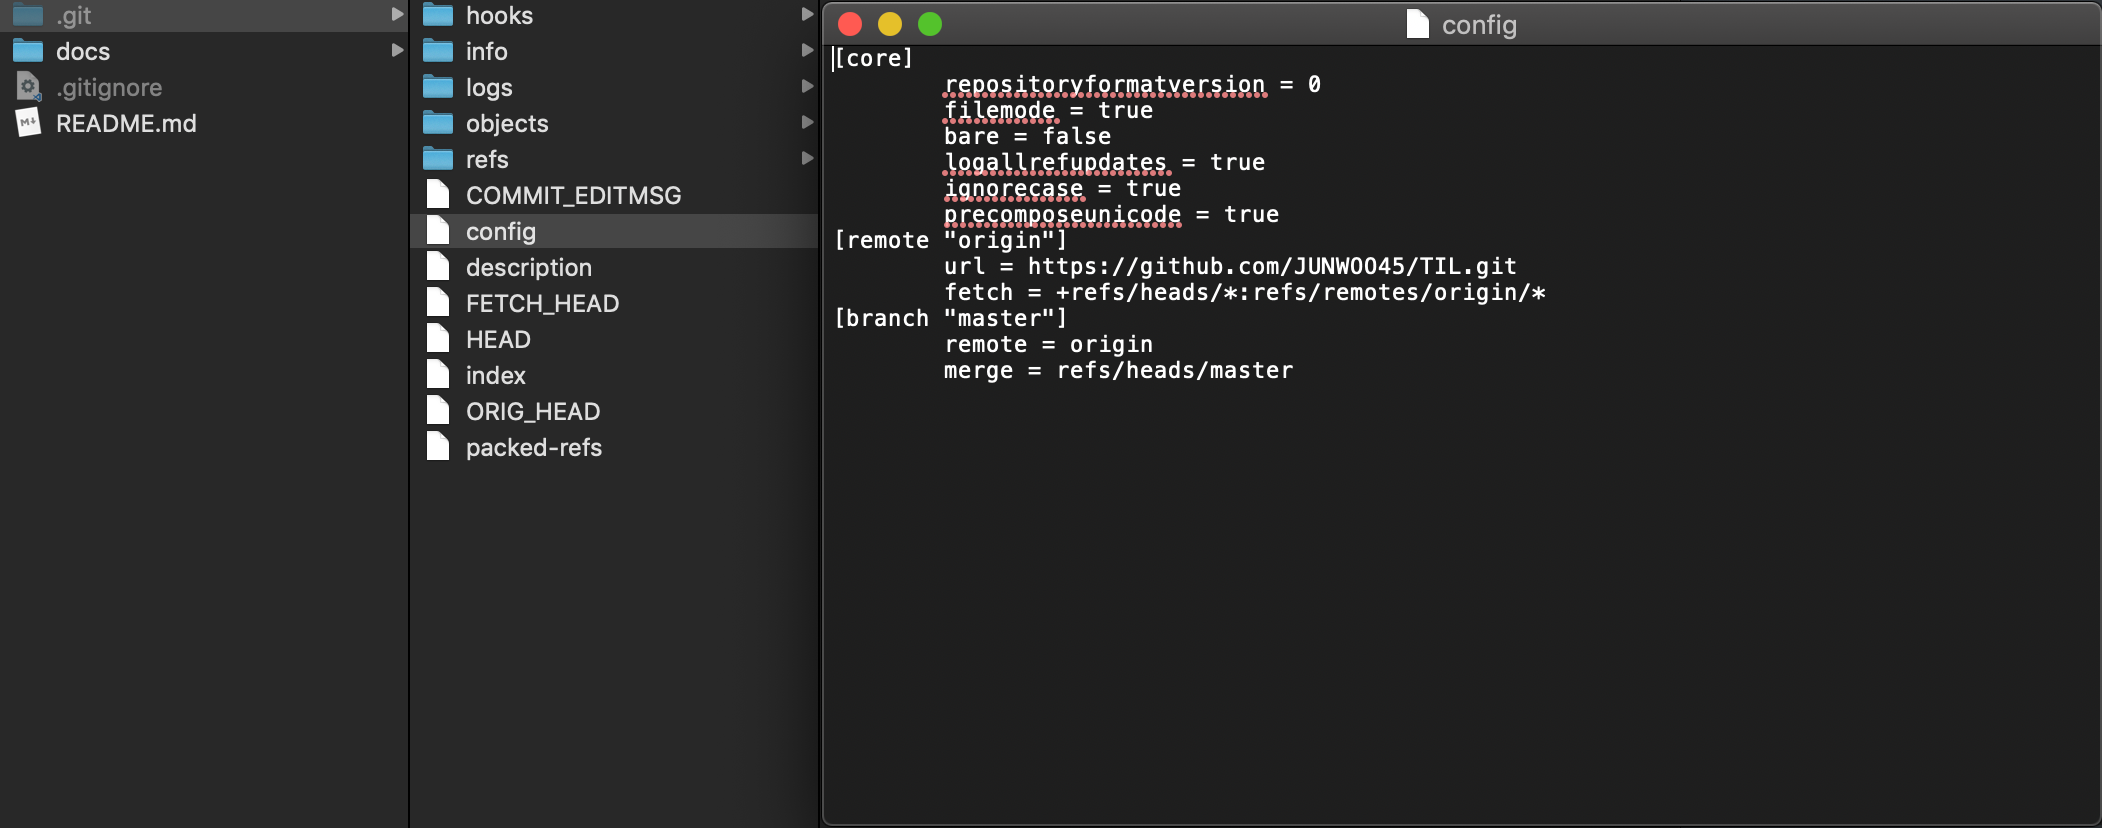 .git
docs
.gitignore
README.md
hooks
info
logs
objects
refs
COMMIT_EDITMSG
config
description
FETCH_HEAD
HEAD
index
ORIG_HEAD
packed-refs
config
[core]
repositoryformatversion = 0
filemode = true
bare = false
logallrefupdates = true
ignorecase = true
precomposeunicode = true
[remote "origin"]
url = https://github.com/JUNWOO45/TIL.git
fetch = +refs/heads/*:refs/remotes/origin/*
[branch "master"]
remote = origin
merge = refs/heads/master